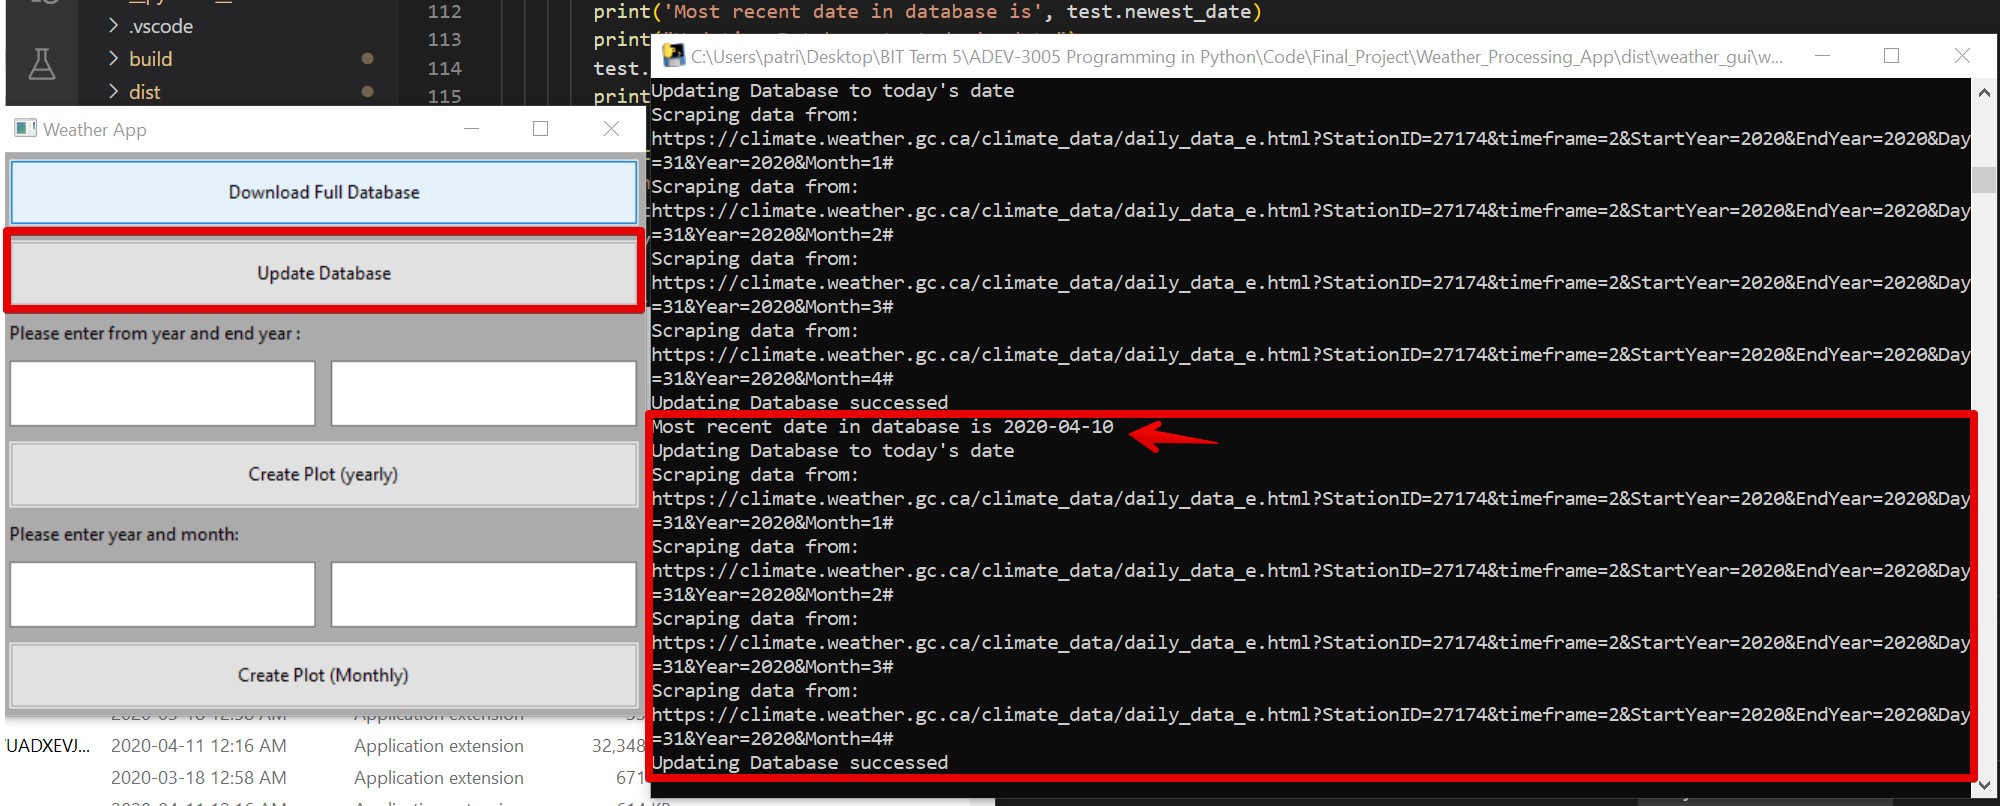 .vscode
build
dist
112
113
114
115
print('Most recent date in database is', test.newest_date)
print
test.
print
C:\Users\patri\Desktop\BIT Term 5\ADEV-3005 Programming in Python\Code\Final_Project\Weather_Processing_App\dist\weather_gui\w...
Weather App
Download Full Database
Update Database
Please enter from year and end year :
Create Plot (yearly)
Please enter year and month:
Create Plot (Monthly)
Updating Database to today's date
Scraping data from:
https://climate.weather.gc.ca/climate_data/daily_data_e.html?StationID=27174&timeframe=2&StartYear=2020&EndYear=2020&Day
=31&Year=2020&Month=1#
Scraping data from:
https://climate.weather.gc.ca/climate_data/daily_data_e.html?StationID=27174&timeframe=2&StartYear=2020&EndYear=2020&Day
=31&Year=2020&Month=2#
Scraping data from:
https://climate.weather.gc.ca/climate_data/daily_data_e.html?StationID=27174&timeframe=2&StartYear=2020&EndYear=2020&Day
=31&Year=2020&Month=3#
Scraping data from:
https://climate.weather.gc.ca/climate_data/daily_data_e.html?StationID=27174&timeframe=2&StartYear=2020&EndYear=2020&Day
=31&Year=2020&Month=4#
Updating Database successed
Most recent date in database is 2020-04-10
Updating Database to today's date
Scraping data from:
https://climate.weather.gc.ca/climate_data/daily_data_e.html?StationID=27174&timeframe=2&StartYear=2020&EndYear=2020&Day
=31&Year=2020&Month=1#
Scraping data from:
https://climate.weather.gc.ca/climate_data/daily_data_e.html?StationID=27174&timeframe=2&StartYear=2020&EndYear=2020&Day
=31&Year=2020&Month=2#
Scraping data from:
https://climate.weather.gc.ca/climate_data/daily_data_e.html?StationID=27174&timeframe=2&StartYear=2020&EndYear=2020&Day
=31&Year=2020&Month=3#
Scraping data from:
https://climate.weather.gc.ca/climate_data/daily_data_e.html?StationID=27174&timeframe=2&StartYear=2020&EndYear=2020&Day
=31&Year=2020&Month=4#
Updating Database successed
UADXEVJ... 2020-04-11 12:16 AM Application extension 32,348
2020-03-18 12:58 AM Application extension 671